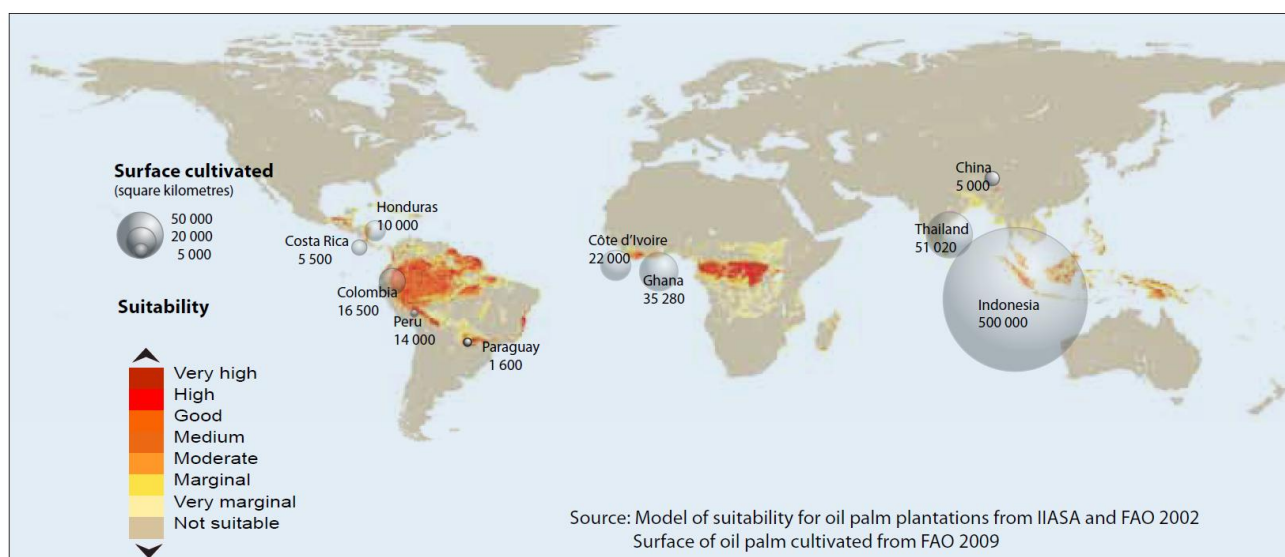 Surface cultivated
(square kilometres)
50 000
20 000
5 000
Honduras
10 000
Costa Rica
5 500
Colombia
16 500
Peru
14 000
Paraguay
1 600
Côte d'Ivoire
22 000
Ghana
35 280
China
5 000
Thailand
51 020
Indonesia
500 000
Suitability
Very high
High
Good
Medium
Moderate
Marginal
Very marginal
Not suitable
Source: Model of suitability for oil palm plantations from IIASA and FAO 2002
Surface of oil palm cultivated from FAO 2009